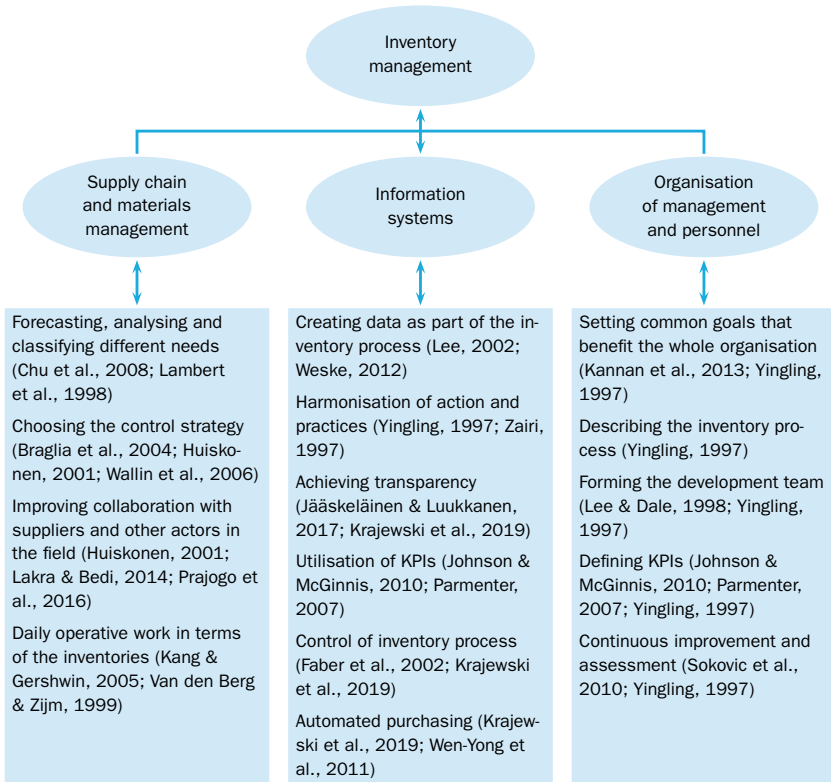 Inventory
management
Supply chain
and materials
management
Information
systems
Organisation
of management
and personnel
Forecasting, analysing and
classifying different needs
(Chu et al., 2008; Lambert
et al., 1998)
Choosing the control strategy
(Braglia et al., 2004; Huisko-
nen, 2001; Wallin et al., 2006)
Improving collaboration with
suppliers and other actors in
the field (Huiskonen, 2001;
Lakra & Bedi, 2014; Prajogo et
al., 2016)
Daily operative work in terms
of the inventories (Kang &
Gershwin, 2005; Van den Berg
& Zijm, 1999)
Creating data as part of the in-
ventory process (Lee, 2002;
Weske, 2012)
Harmonisation of action and
practices (Yingling, 1997; Zairi,
1997)
Achieving transparency
(Jääskeläinen & Luukkanen,
2017; Krajewski et al., 2019)
Utilisation of KPIs (Johnson &
McGinnis, 2010; Parmenter,
2007)
Control of inventory process
(Faber et al., 2002; Krajewski
et al., 2019)
Automated purchasing (Krajew-
ski et al., 2019; Wen-Yong et
al., 2011)
Setting common goals that
benefit the whole organisation
(Kannan et al., 2013; Yingling,
1997)
Describing the inventory pro-
cess (Yingling, 1997)
Forming the development team
(Lee & Dale, 1998; Yingling,
1997)
Defining KPIs (Johnson &
McGinnis, 2010; Parmenter,
2007; Yingling, 1997)
Continuous improvement and
assessment (Sokovic et al.,
2010; Yingling, 1997)